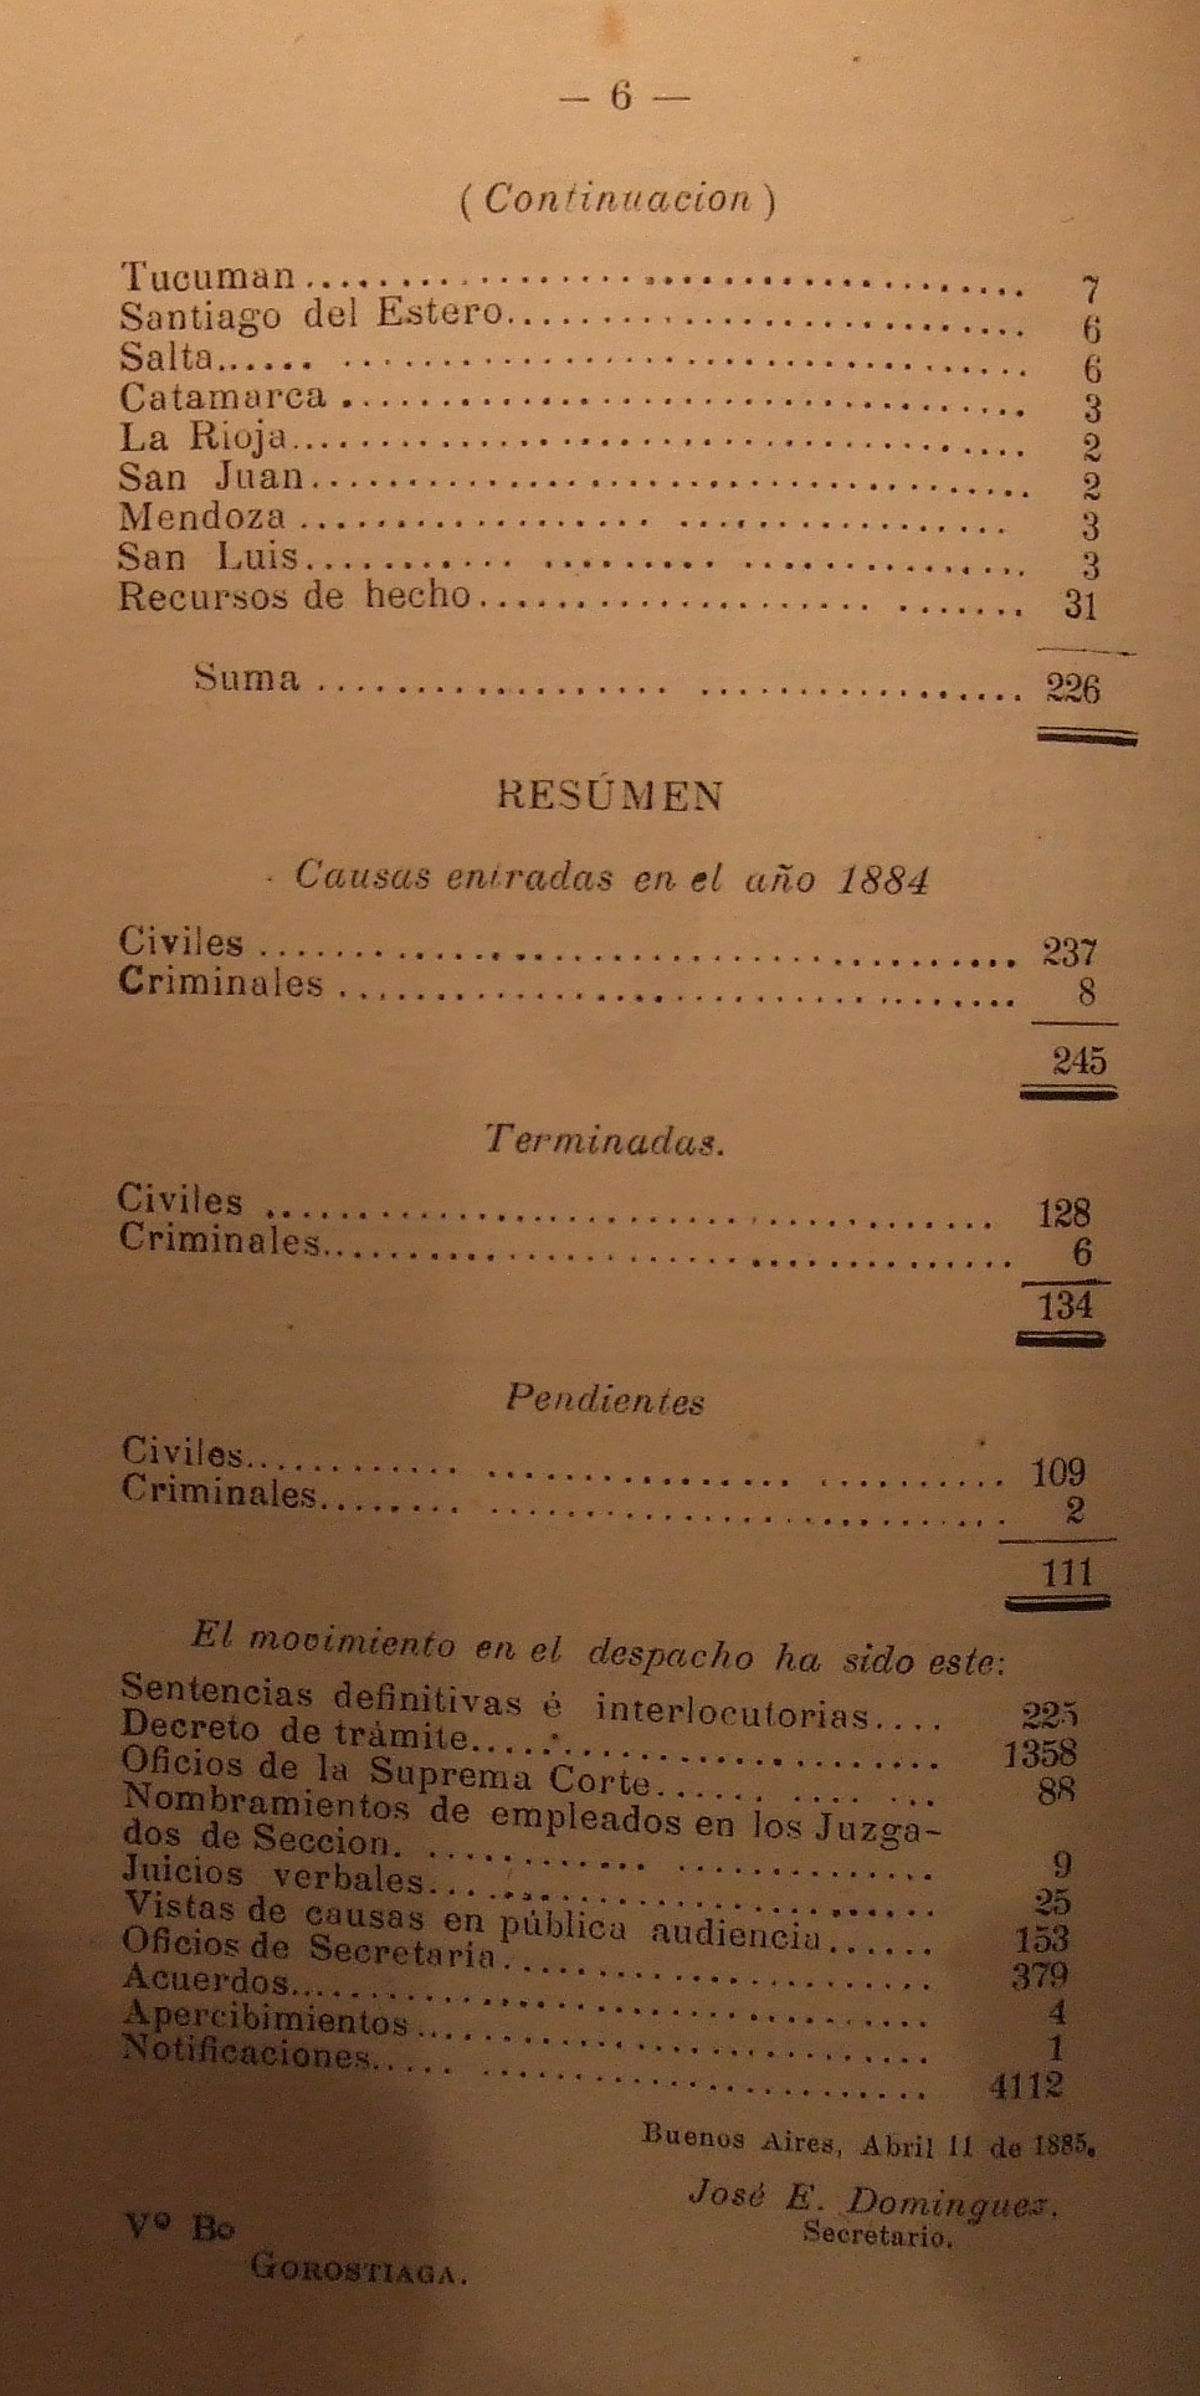 — 6 —
( Continuacion )
Tucuman........................................ 7
Santiago del Estero............................ 6
Salta...... ................................... 6
Catamarca ..................................... 3
La Rioja....................................... 2
San Juan....................................... 2
Mendoza .................. .................. 3
San Luis............ ......... ............... 3
Recursos de hecho..................... ....... 31
Suma .................. ................. 226
RESÚMEN
Causas entradas en el año 1884
Civiles ....................................... 237
Criminales .................................... 8
245
Terminadas.
Civiles ....................................... 128
Criminales..................................... 6
134
Pendientes
Civiles............ ................ .......... 109
Criminales........ ........................... 2
111
El movimiento en el despacho ha sido este:
Sentencias definitivas é interlocutorias.... 225
Decreto de trámite......................... 1358
Oficios de la Suprema Corte...... .... ... 88
Nombramientos de empleados en los Juzga-
dos de Seccion. ............ .............. 9
Juicios verbales........................... 25
Vistas de causas en pública audiencia...... 153
Oficios de Secretaria...................... 379
Acuerdos................................... 4
Apercibimientos............................ 1
Notificaciones..... ....................... 4112
Buenos Aires, Abril 11 de 1885.
José E. Dominguez.
Secretario.
Vº Bo
GOROSTIAGA.